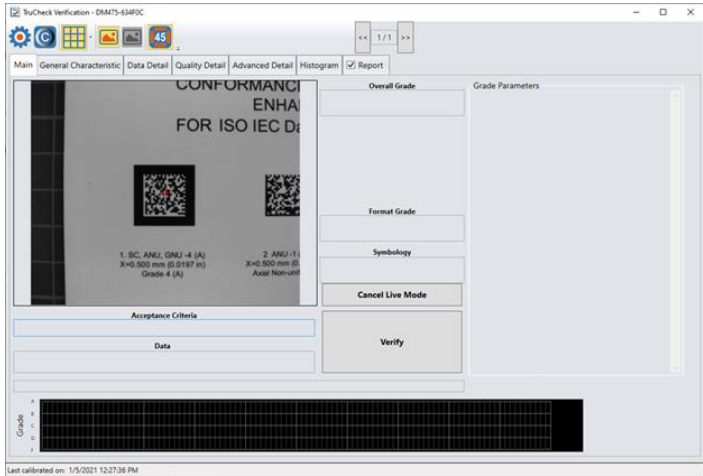 TruCheck Verification - DM475-634F0C
45
<< 1/1 >>
Main General Characteristic Data Detail Quality Detail Advanced Detail Histogram Report
CONFORMANC
ENHA
FOR ISO IEC Da
1. SC, ANU, GNU -4 (A)
X=0.500 mm (0.0197 in)
Grade 4 (A)
2 ANU -1
X=0.500 mm (0.
Axial Non-uni
Overall Grade
Format Grade
Symbology
Cancel Live Mode
Verify
Grade Parameters
Acceptance Criteria
Data
Grade
A
B
C
D
F
Last calibrated on: 1/5/2021 12:27:36 PM